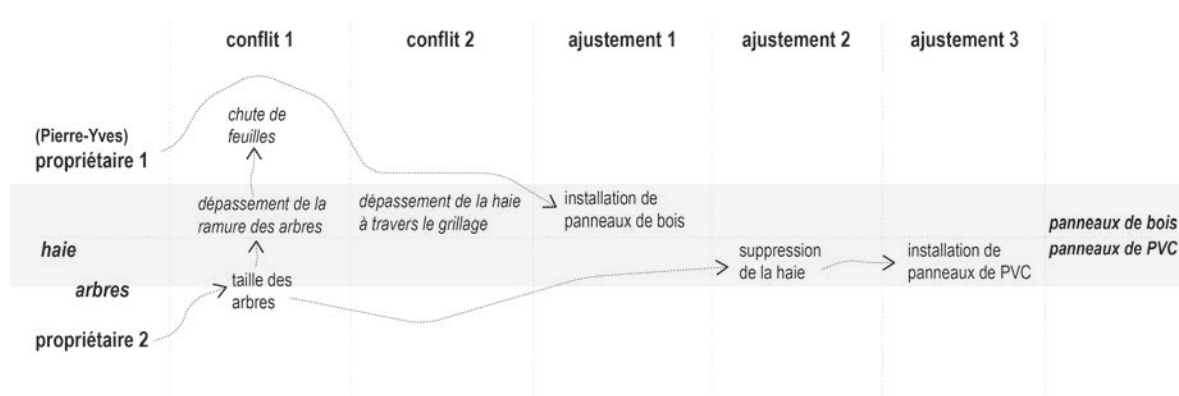 conflit 1
conflit 2
ajustement 1
ajustement 2
ajustement 3
chute de
feuilles
(Pierre-Yves)
propriétaire 1
dépassement de la
ramure des arbres
dépassement de la haie
à travers le grillage
installation de
panneaux de bois
panneaux de bois
panneaux de PVC
haie
suppression
de la haie
installation de
panneaux de PVC
arbres
taille des
arbres
propriétaire 2